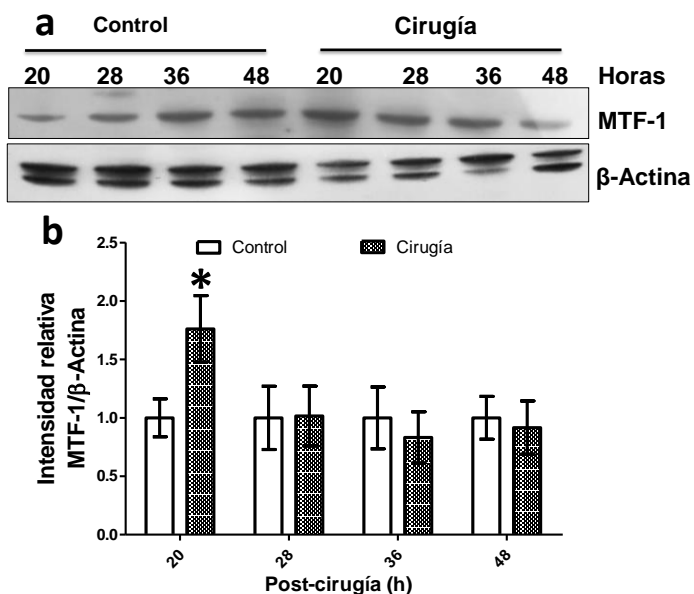 a
Control Cirugía
20 28 36 48 20 28 36 48 Horas
MTF-1
β-Actina
b
Control Cirugía
Intensidad relativa
MTF-1/β-Actina
2.5
2.0
1.5
1.0
0.5
0.0
*
20 28 36 48
Post-cirugía (h)